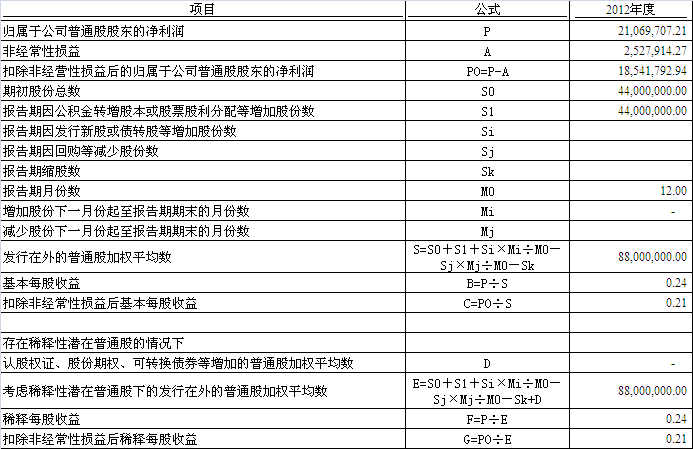 项目 公式 2012年度
归属于公司普通股股东的净利润 P 21,069,707.21
非经常性损益 A 2,527,914.27
扣除非经营性损益后的归属于公司普通股股东的净利润 PO=P-A 18,541,792.94
期初股份总数 S0 44,000,000.00
报告期因公积金转增股本或股票股利分配等增加股份数 S1 44,000,000.00
报告期因发行新股或债转股等增加股份数 Si
报告期因回购等减少股份数 Sj
报告期缩股数 Sk
报告期月份数 M0 12.00
增加股份下一月份起至报告期期末的月份数 Mi -
减少股份下一月份起至报告期期末的月份数 Mj
发行在外的普通股加权平均数 S=S0+S1+Si×Mi÷M0— 88,000,000.00
Sj×Mj÷M0—Sk
基本每股收益 B=P÷S 0.24
扣除非经常性损益后基本每股收益 C=PO÷S 0.21
存在稀释性潜在普通股的情况下
认股权证、股份期权、可转换债券等增加的普通股加权平均数 D -
考虑稀释性潜在普通股下的发行在外的普通股加权平均数 E=S0+S1+Si×Mi÷M0— 88,000,000.00
Sj×Mj÷M0—Sk+D
稀释每股收益 F=P÷E 0.24
扣除非经常性损益后稀释每股收益 G=PO÷E 0.21